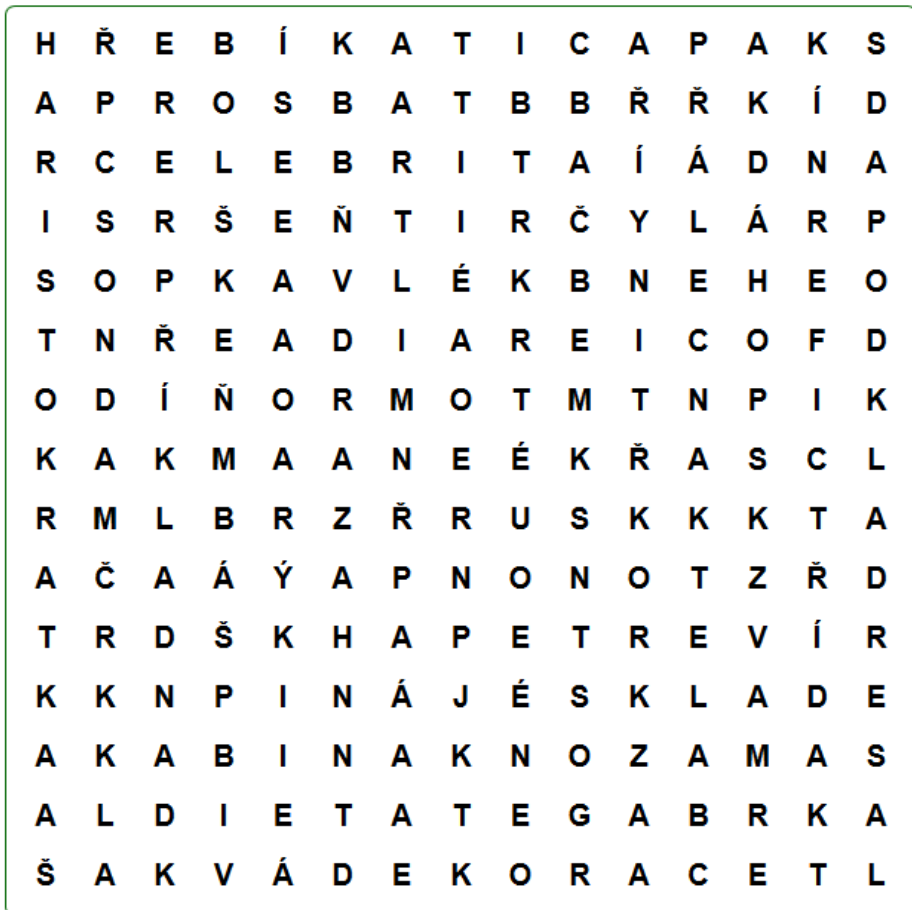 H Ř E B Í K A T I C A P A K S
A P R O S B A T B B Ř Ř K Í D
R C E L E B R I T A Í Á D N A
I S R Š E Ň T I R Č Y L Á R P
S O P K A V L É K B N E H E O
T N Ř E A D I A R E I C O F D
O D Í Ň O R M O T M T N P I K
K A K M A A N E É K Ř A S C L
R M L B R Z Ř R U S K K K T A
A Č A Á Ý A P N O N O T Z Ř D
T R D Š K H A P E T R E V Í R
K K N P I N Á J É S K L A D E
A K A B I N A K N O Z A M A S
A L D I E T A T E G A B R K A
Š A K V Á D E K O R A C E T L